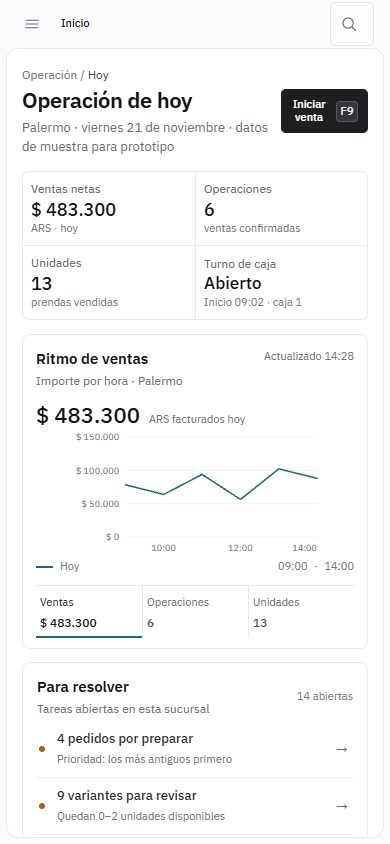 Inicio
Operación / Hoy
Operación de hoy
Palermo · viernes 21 de noviembre · datos
de muestra para prototipo
Iniciar
venta
F9
Ventas netas
$ 483.300
ARS · hoy
Operaciones
6
ventas confirmadas
Unidades
13
prendas vendidas
Turno de caja
Abierto
Inicio 09:02 · caja 1
Ritmo de ventas
Actualizado 14:28
Importe por hora · Palermo
$ 483.300 ARS facturados hoy
$ 150.000
$ 100.000
$ 50.000
$ 0
10:00 12:00 14:00
Hoy
09:00 · 14:00
Ventas
$ 483.300
Operaciones
6
Unidades
13
Para resolver
14 abiertas
Tareas abiertas en esta sucursal
4 pedidos por preparar
Prioridad: los más antiguos primero
→
9 variantes para revisar
Quedan 0–2 unidades disponibles
→